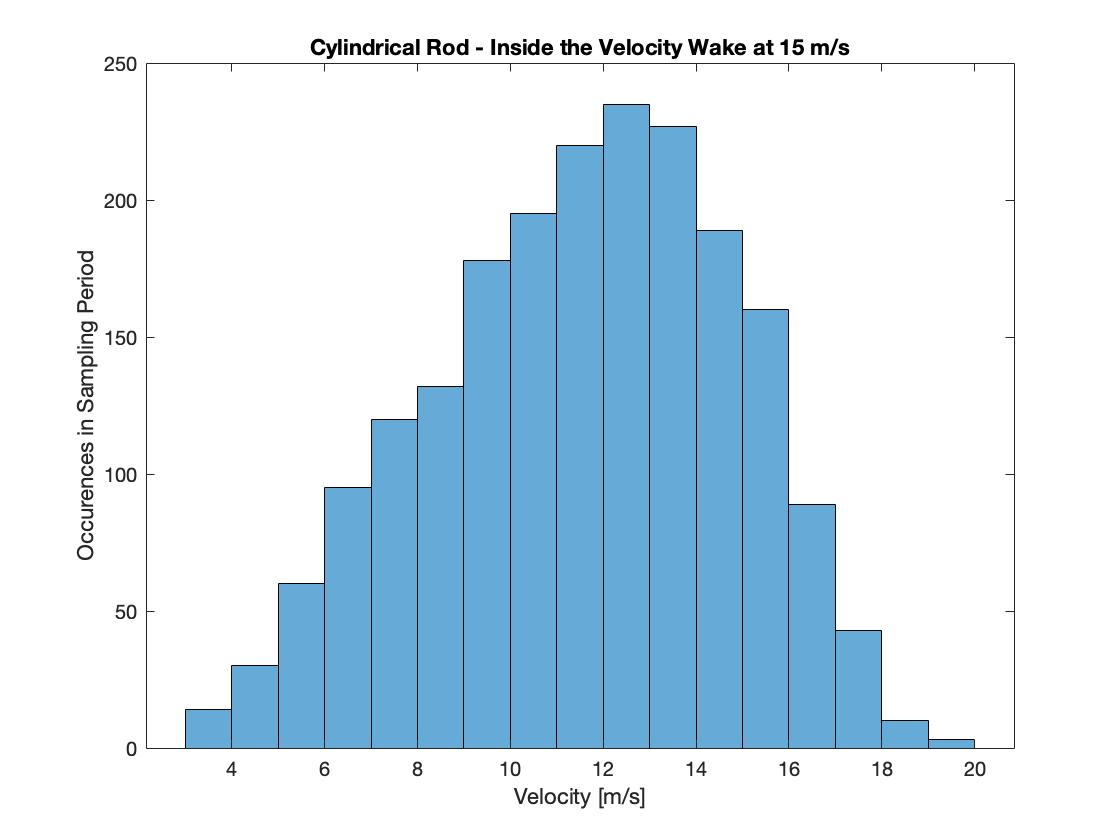 Cylindrical Rod - Inside the Velocity Wake at 15 m/s
250
200
150
100
50
0
Occurences in Sampling Period
4 6 8 10 12 14 16 18 20
Velocity [m/s]